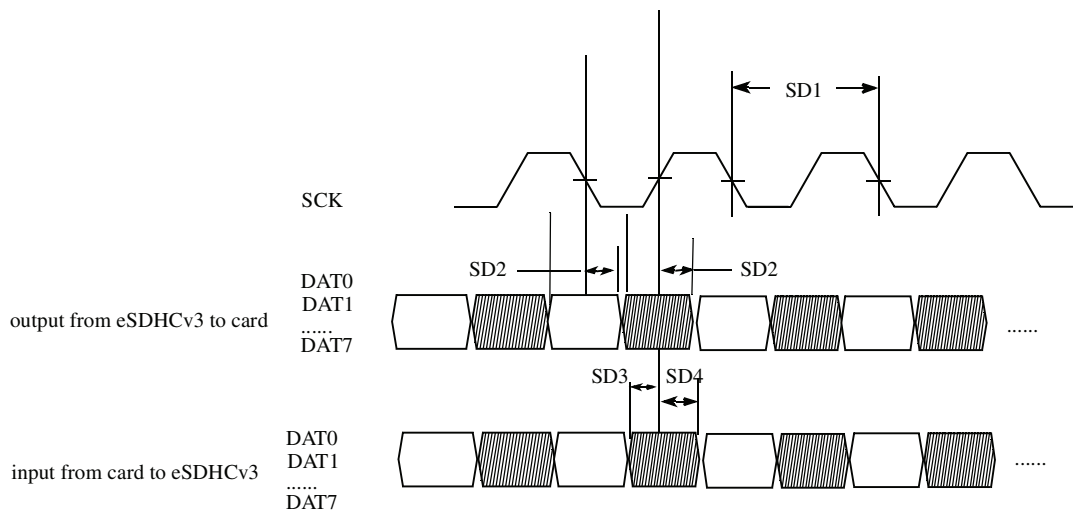 SD1
SCK
SD2
SD2
DAT0
DAT1
output from eSDHCv3 to card
......
DAT7
......
SD3
SD4
DAT0
DAT1
input from card to eSDHCv3
......
DAT7
......